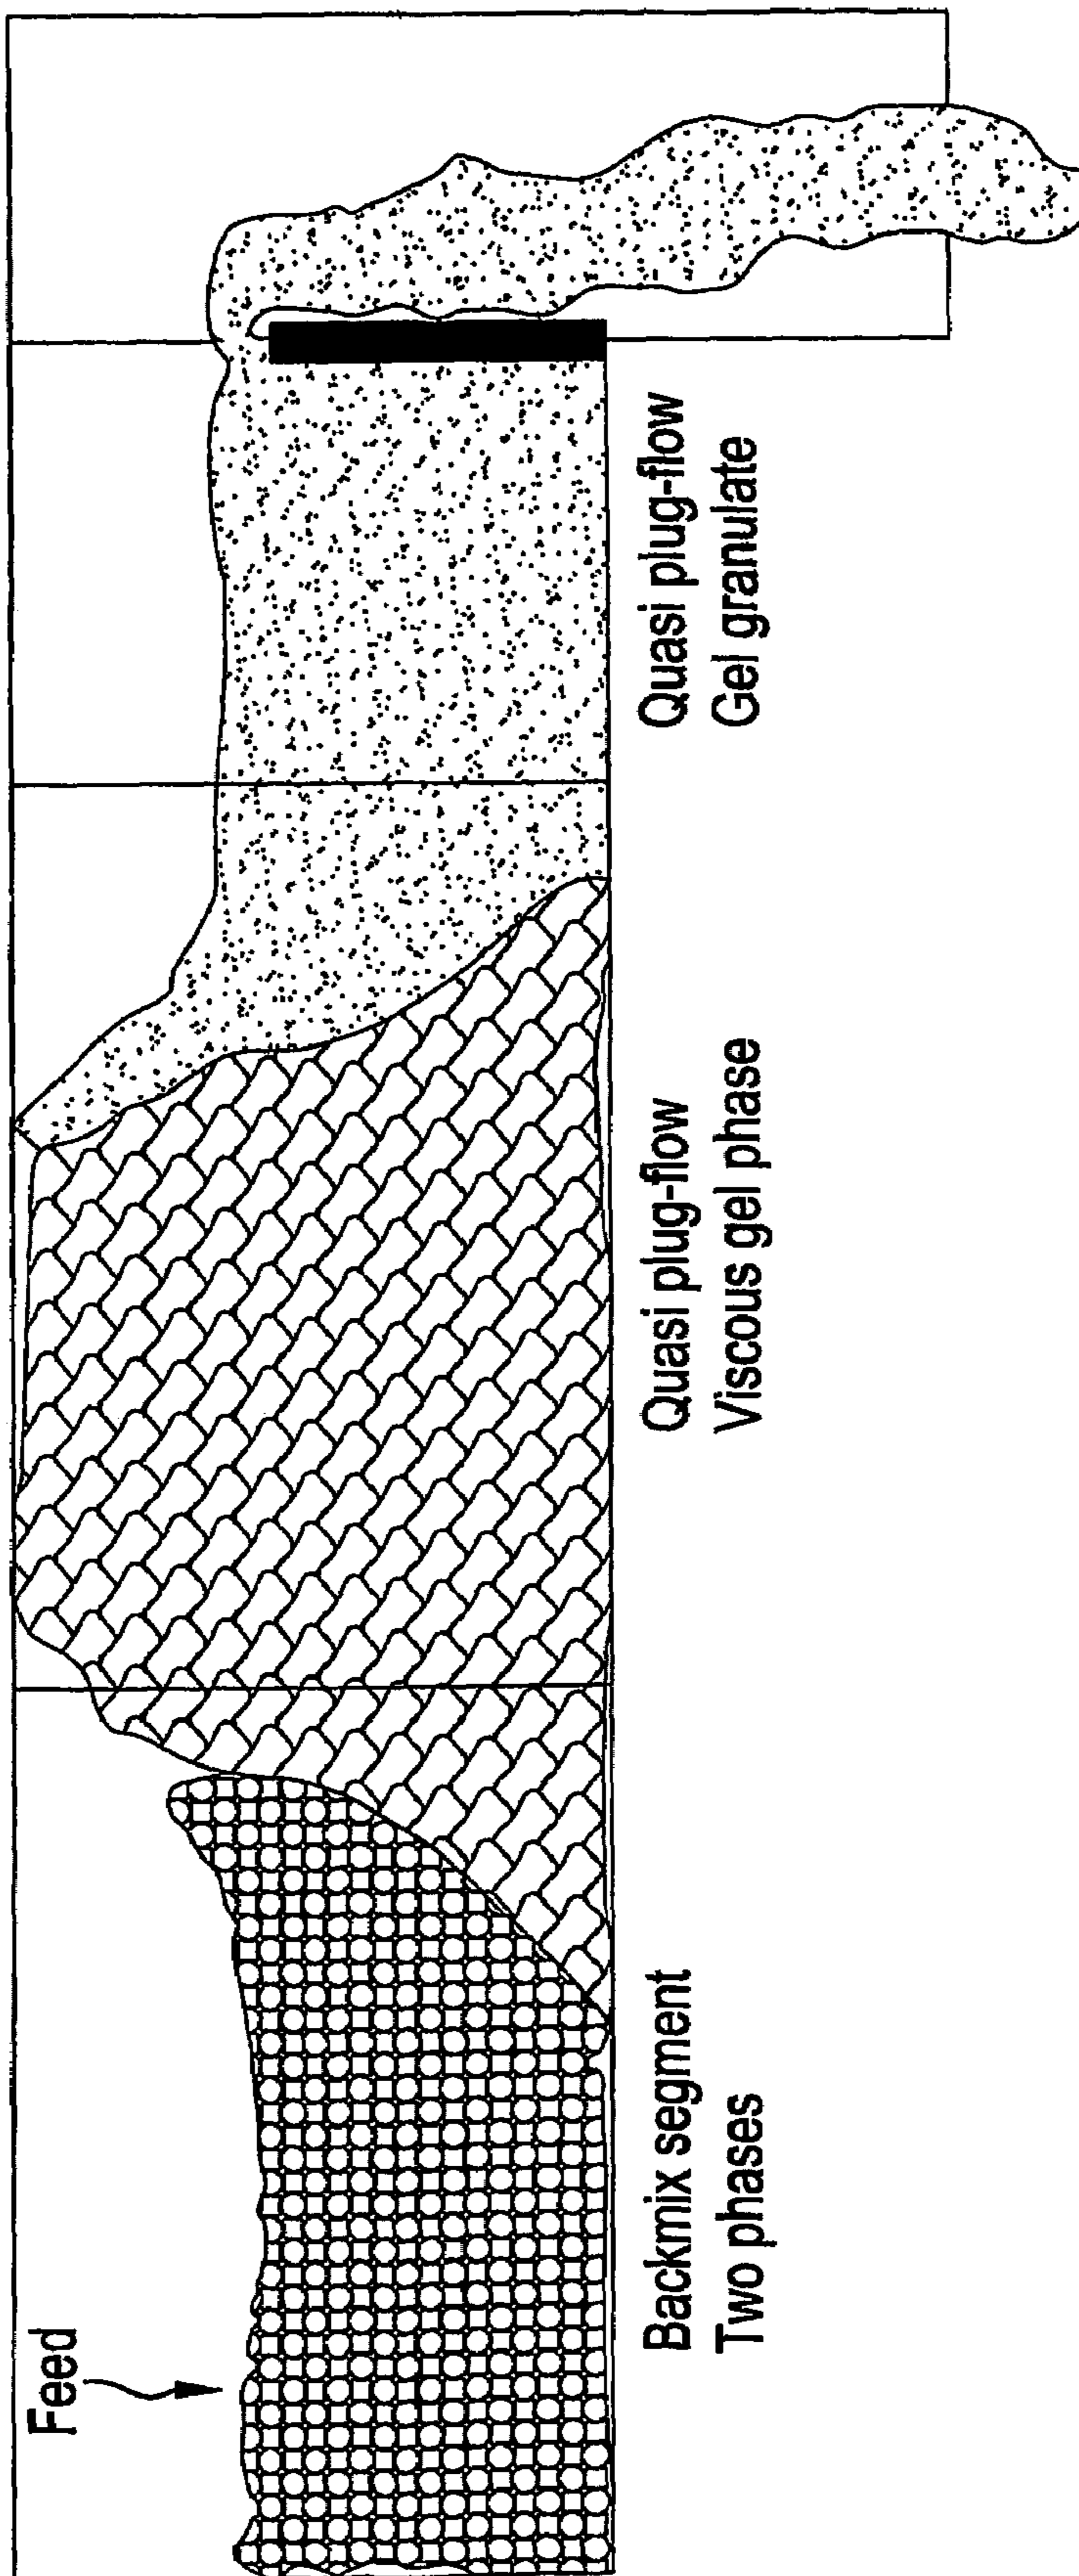 Feed
Backmix segment
Two phases
Quasi plug-flow
Viscous gel phase
Quasi plug-flow
Gel granulate